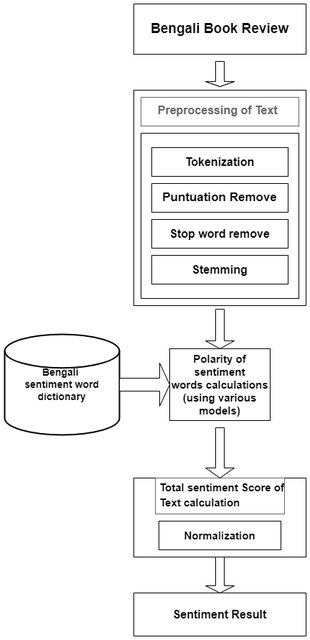 Bengali Book Review
Preprocessing of Text
Tokenization
Puntuation Remove
Stop word remove
Stemming
Bengali
sentiment word
dictionary
Polarity of
sentiment
words calculations
(using various
models)
Total sentiment Score of
Text calculation
Normalization
Sentiment Result